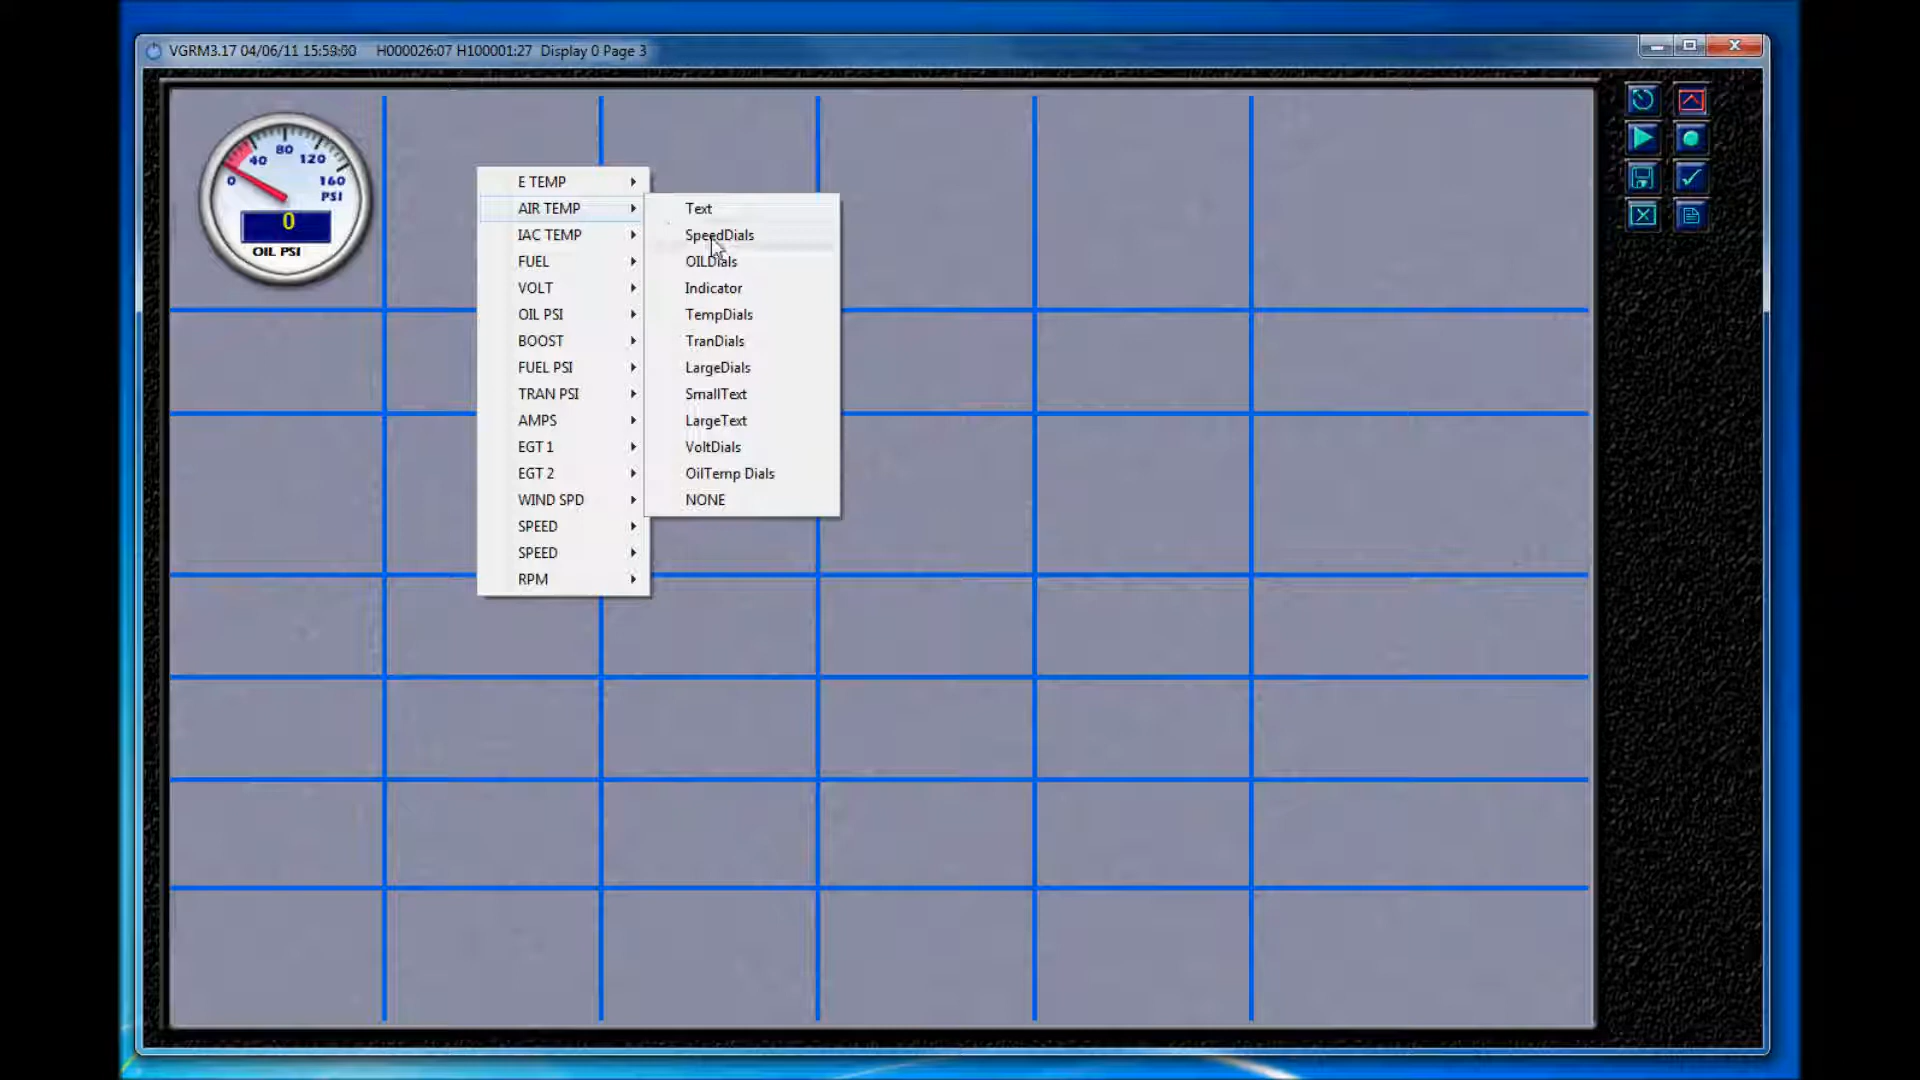 VGRM3.17 04/06/11 15:59:00 H000026:07 H100001:27 Display 0 Page 3
0
40
80
120
160
PSI
0
OIL PSI
E TEMP
AIR TEMP
IAC TEMP
FUEL
VOLT
OIL PSI
BOOST
FUEL PSI
TRAN PSI
AMPS
EGT 1
EGT 2
WIND SPD
SPEED
SPEED
RPM
Text
SpeedDials
OILDials
Indicator
TempDials
TranDials
LargeDials
SmallText
LargeText
VoltDials
OilTemp Dials
NONE